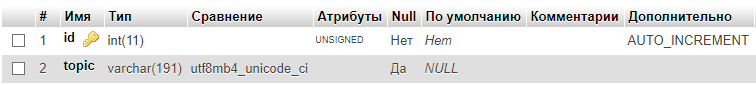 # Имя Тип Сравнение Атрибуты Null По умолчанию Комментарии Дополнительно
1 id int(11) UNSIGNED Нет Нет AUTO_INCREMENT
2 topic varchar(191) utf8mb4_unicode_ci Да NULL